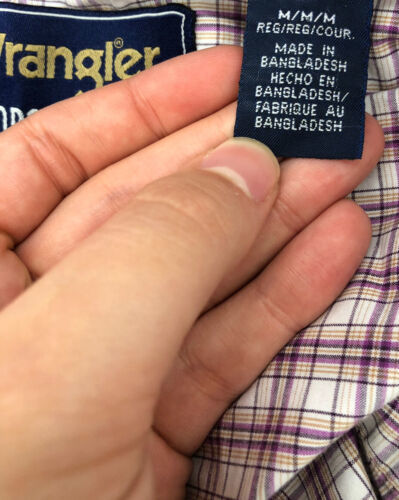 Wrangler®
M/M/M
REG/REG/COUR.
MADE IN
BANGLADESH
HECHO EN
BANGLADESH/
FABRIQUE AU
BANGLADESH